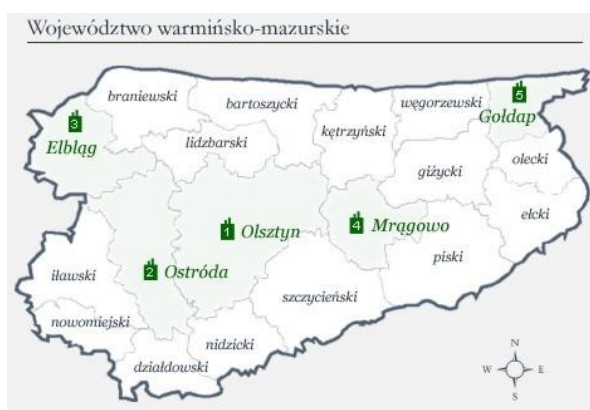 Województwo warmińsko-mazurskie
braniewski
bartoszycki
węgorzewski
5
Gołdap
3
Elbląg
lidzbarski
kętrzyński
giżycki
olecki
ełcki
1
Olsztyn
4
Mrągowo
piski
iławski
2
Ostróda
szczycieński
nowomiejski
nidzicki
działdowski
N
W
E
S